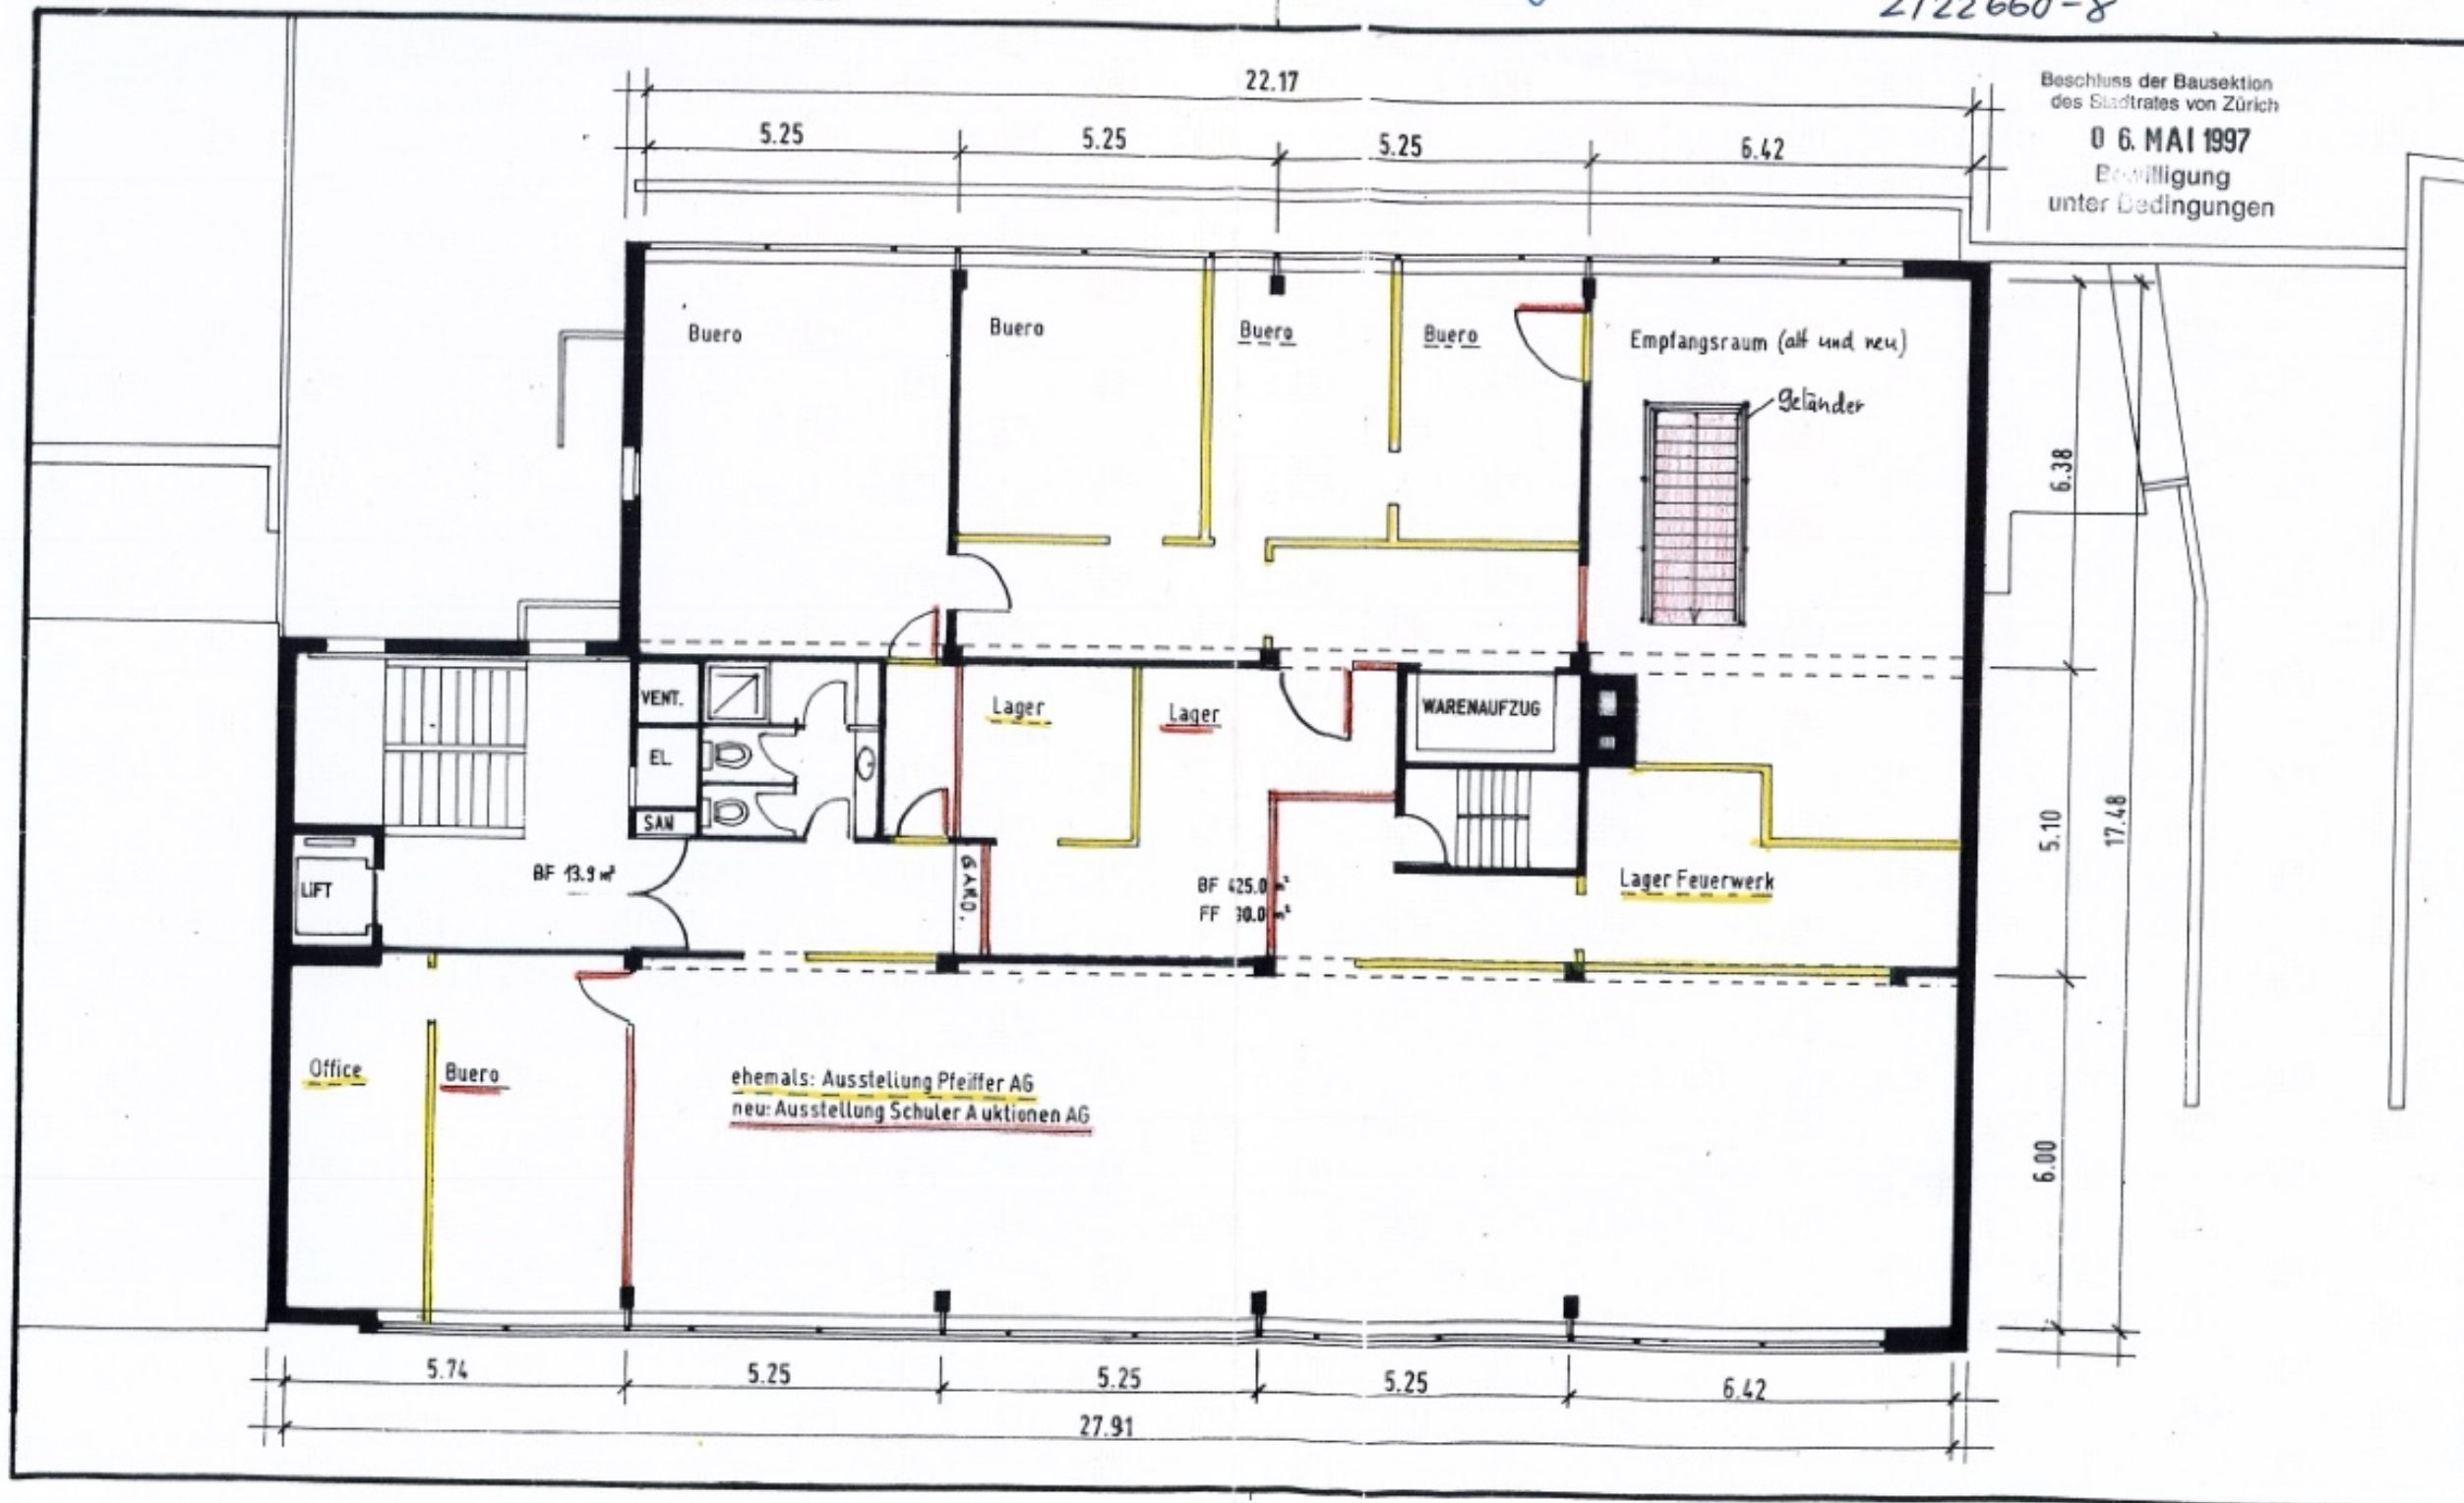 2122660-8
Beschluss der Bausektion
des Stadtrates von Zürich
0 6. MAI 1997
Bewilligung
unter Bedingungen
22.17
5.25
5.25
5.25
6.42
Buero
Buero
Buero
Buero
Empfangsraum (alt und neu)
Geländer
6.38
VENT.
Lager
Lager
WARENAUFZUG
EL.
SAN
5.10
17.48
LiFT
BF 13.9 m²
GARD.
BF 425.0 m²
FF 30.0 m²
Lager Feuerwerk
Office
Buero
ehemals: Ausstellung Pfeiffer AG
neu: Ausstellung Schuler Auktionen AG
6.00
5.74
5.25
5.25
5.25
6.42
27.91